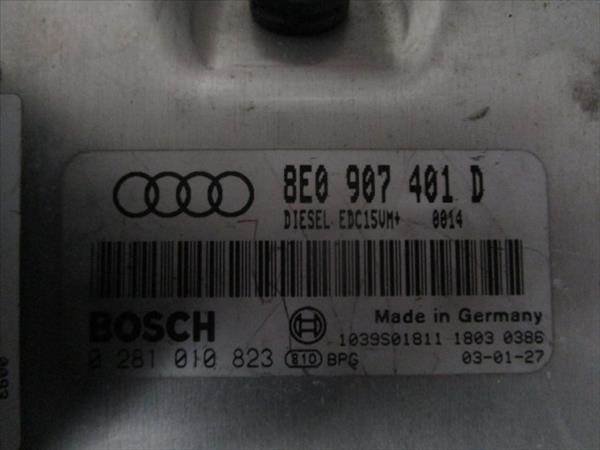 8E0 907 401 D
DIESEL EDC15VM+ 0014
BOSCH
Made in Germany
1039S01811 1803 0386
0 281 010 823 810 BPG 03-01-27